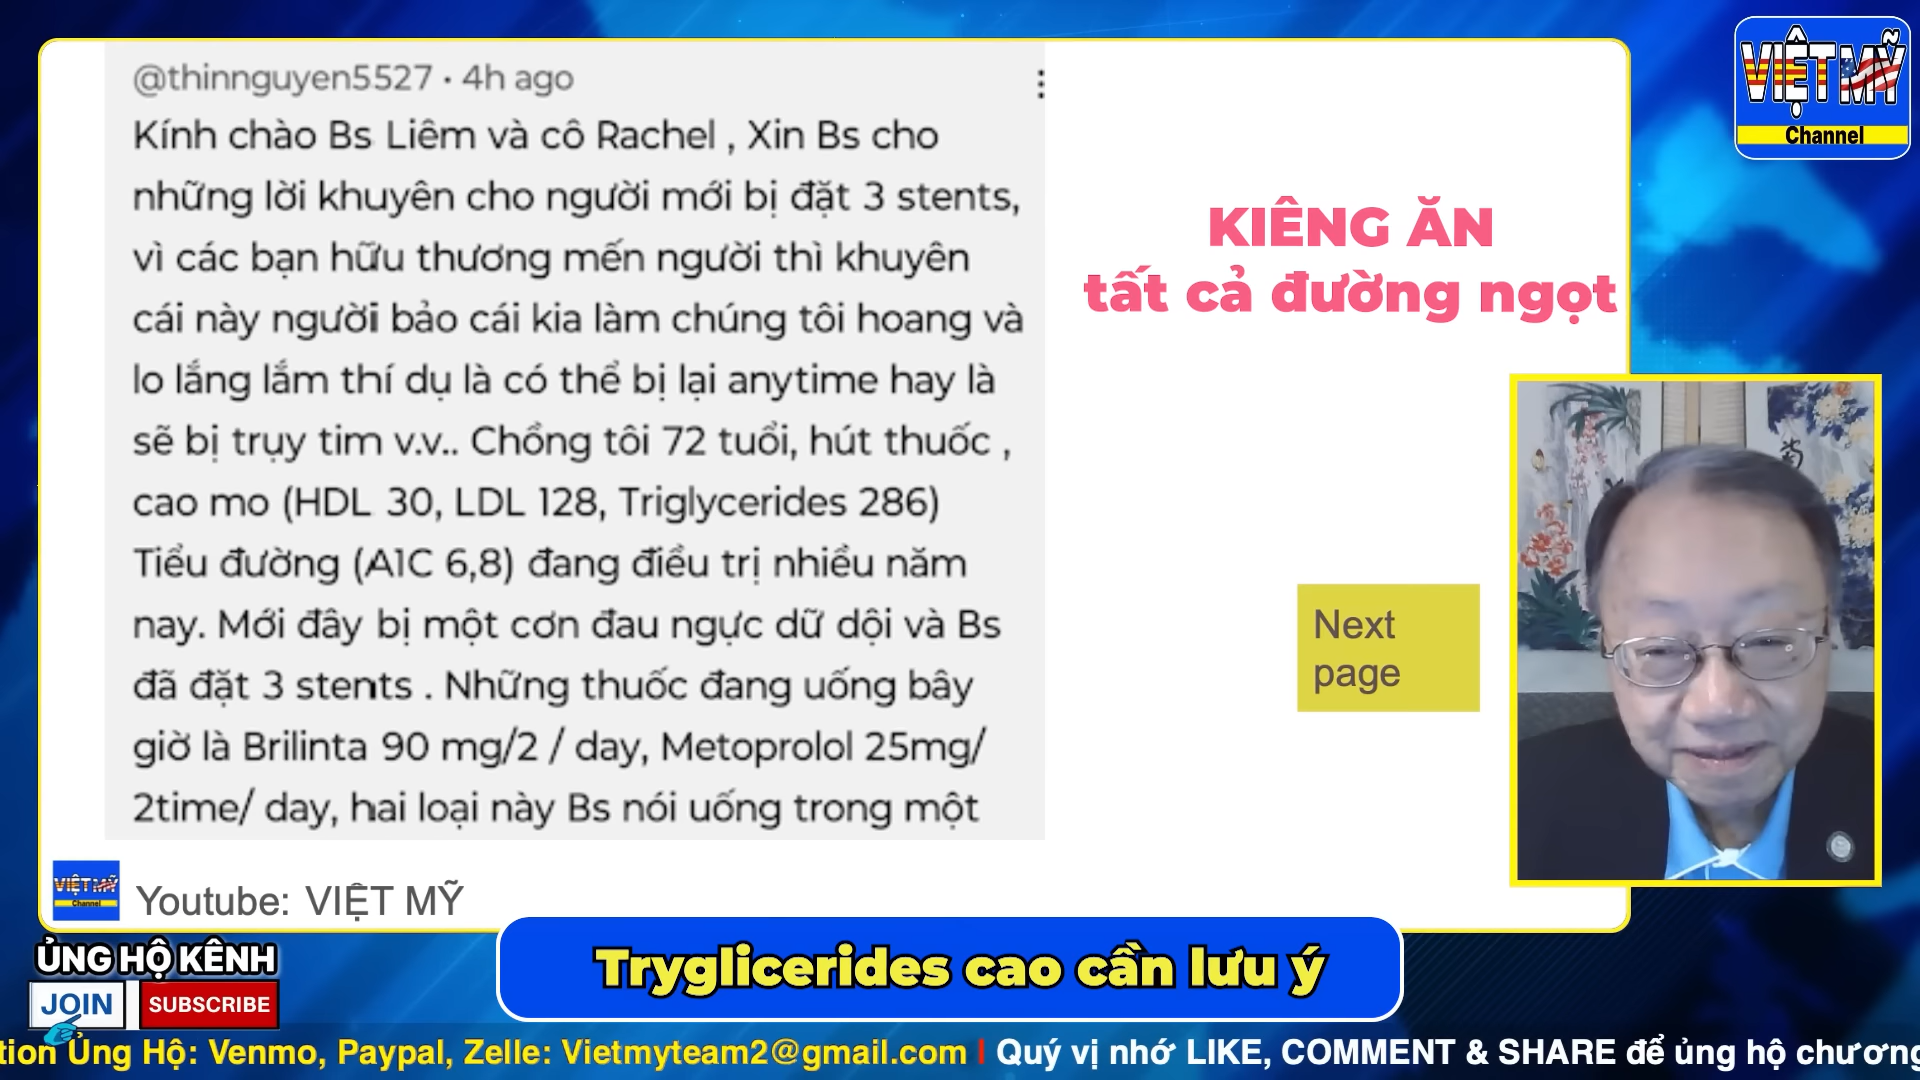 @thinnguyen5527 • 4h ago
Kính chào Bs Liêm và cô Rachel , Xin Bs cho
những lời khuyên cho người mới bị đặt 3 stents,
vì các bạn hữu thương mến người thì khuyên
cái này người bảo cái kia làm chúng tôi hoang và
lo lắng lắm thí dụ là có thể bị lại anytime hay là
sẽ bị trụy tim v.v.. Chồng tôi 72 tuổi, hút thuốc ,
cao mo (HDL 30, LDL 128, Triglycerides 286)
Tiểu đường (A1C 6,8) đang điều trị nhiều năm
nay. Mới đây bị một cơn đau ngực dữ dội và Bs
đã đặt 3 stents . Những thuốc đang uống bây
giờ là Brilinta 90 mg/2 / day, Metoprolol 25mg/
2time/ day, hai loại này Bs nói uống trong một
KIÊNG ĂN
tất cả đường ngọt
Next
page
VIỆT MỸ
Channel
菊
VIỆT MỸ
Channel
Youtube: VIỆT MỸ
Tryglicerides cao cần lưu ý
ỦNG HỘ KÊNH
JOIN
SUBSCRIBE
tion Ủng Hộ: Venmo, Paypal, Zelle: Vietmyteam2@gmail.com | Quý vị nhớ LIKE, COMMENT & SHARE để ủng hộ chương